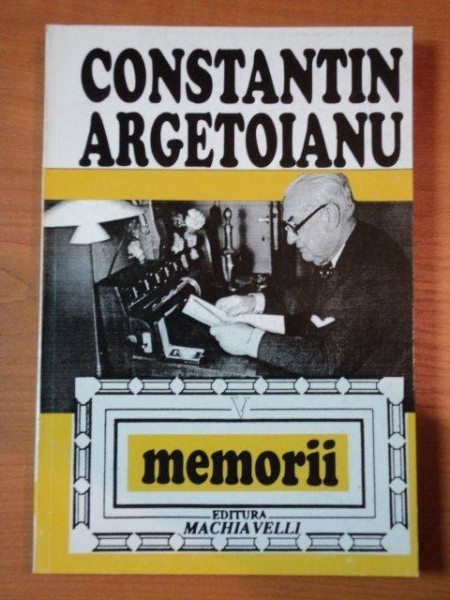 CONSTANTIN
ARGETOIANU
V
memorii
EDITURA
MACHIAVELLI